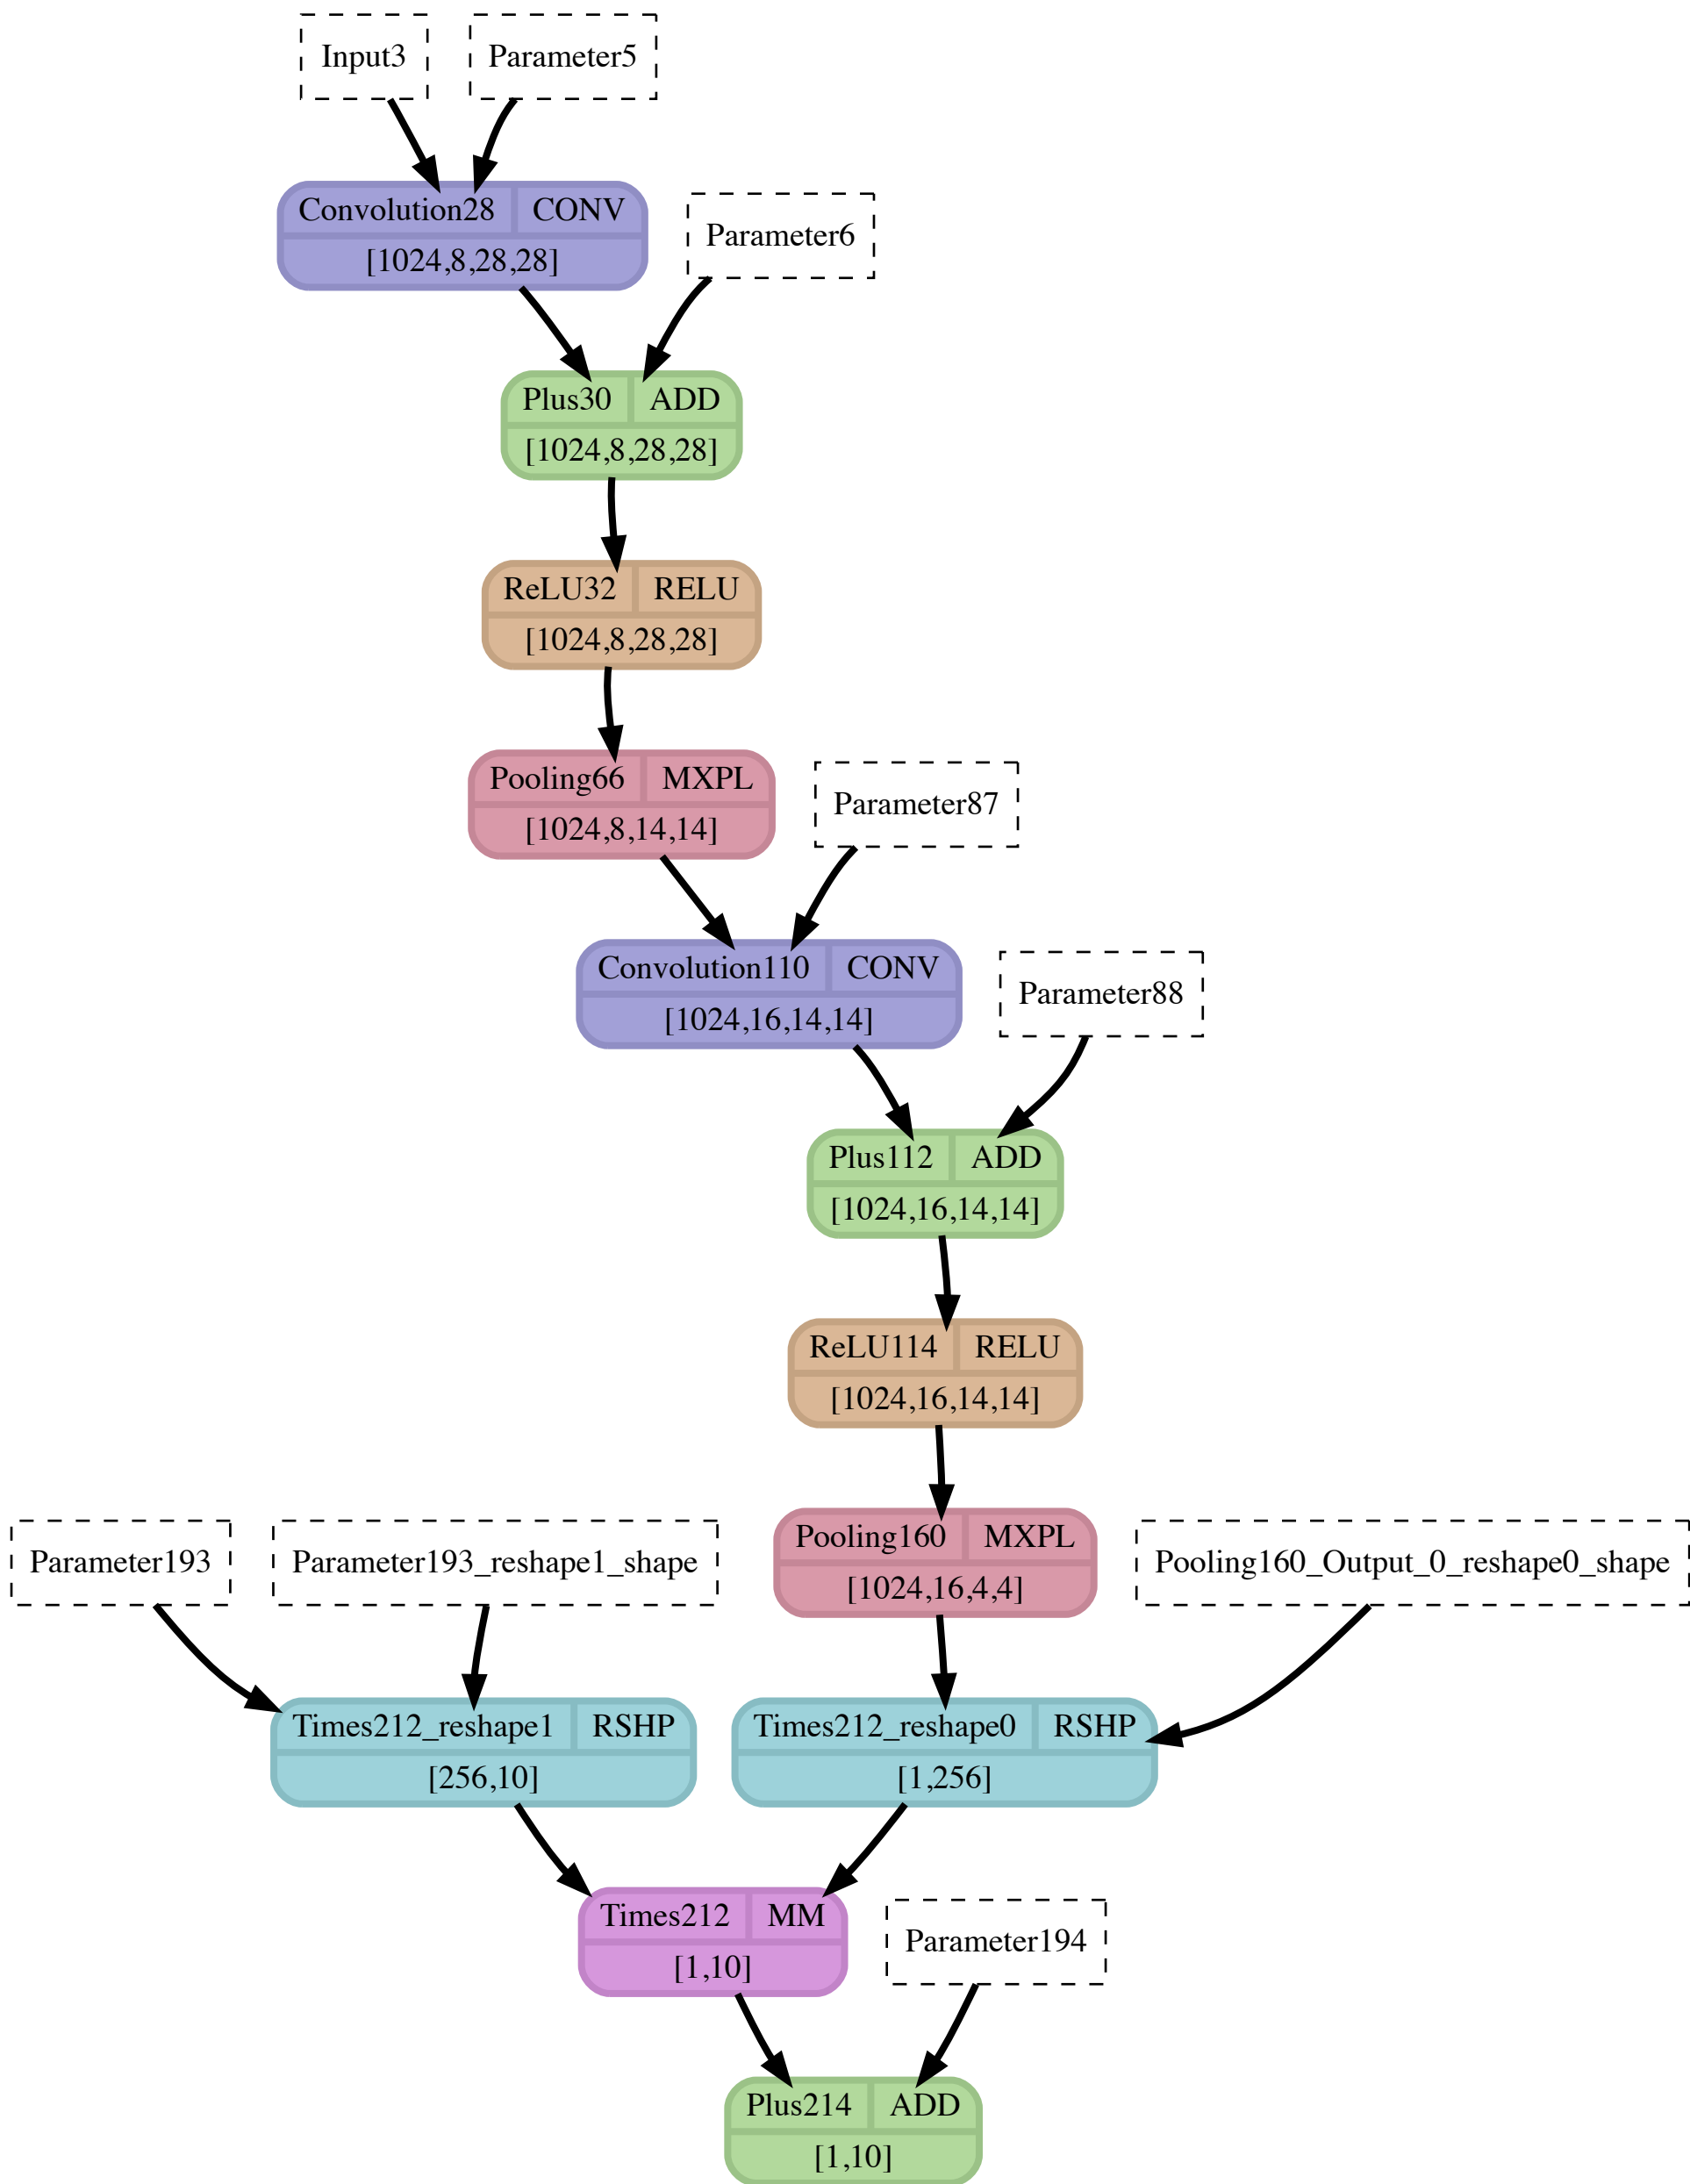 Input3
Parameter5
Convolution28 CONV
[1024,8,28,28]
Parameter6
Plus30 ADD
[1024,8,28,28]
ReLU32 RELU
[1024,8,28,28]
Pooling66 MXPL
[1024,8,14,14]
Parameter87
Convolution110 CONV
[1024,16,14,14]
Parameter88
Plus112 ADD
[1024,16,14,14]
ReLU114 RELU
[1024,16,14,14]
Parameter193
Parameter193_reshape1_shape
Pooling160 MXPL
[1024,16,4,4]
Pooling160_Output_0_reshape0_shape
Times212_reshape1 RSHP
[256,10]
Times212_reshape0 RSHP
[1,256]
Times212 MM
[1,10]
Parameter194
Plus214 ADD
[1,10]